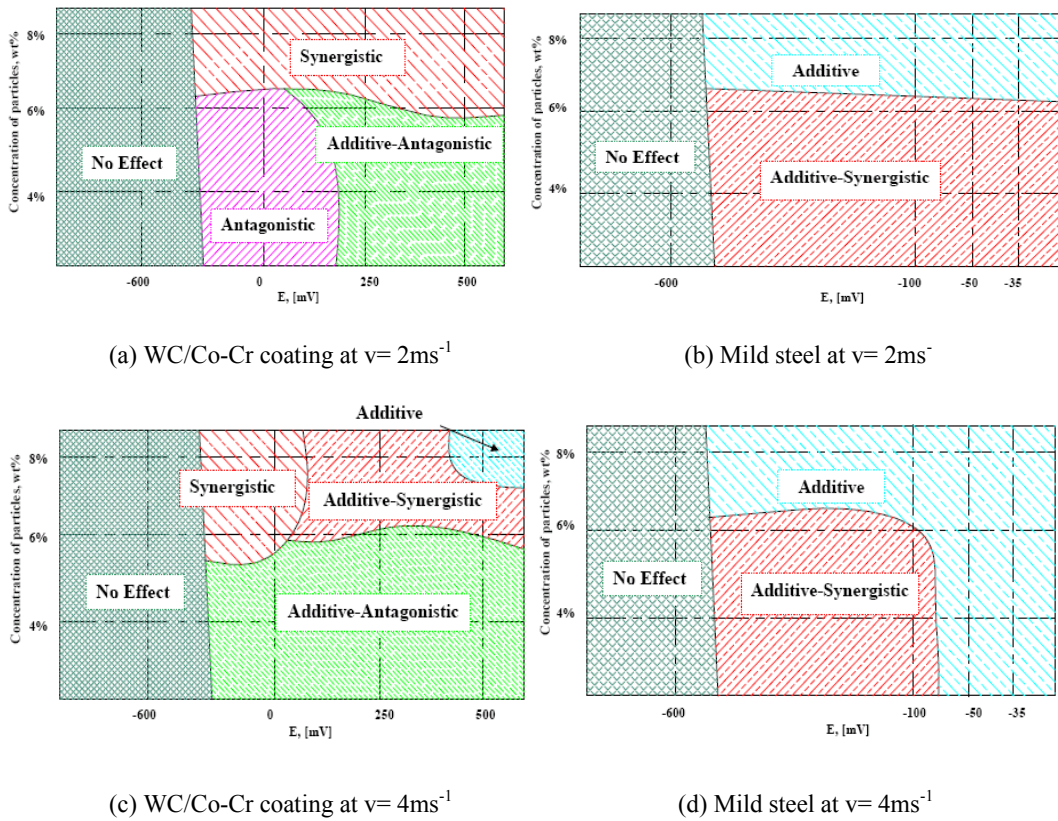 Concentration of particles, wt%
8%
6%
4%
Synergistic
Additive-Antagonistic
No Effect
Antagonistic
-600 0 250 500
E, [mV]
(a) WC/Co-Cr coating at v= 2ms⁻¹
Concentration of particles, wt%
8%
6%
4%
Additive
No Effect
Additive-Synergistic
-600 -100 -50 -35
E, [mV]
(b) Mild steel at v= 2ms⁻
Additive
Concentration of particles, wt%
8%
6%
4%
Synergistic
Additive-Synergistic
No Effect
Additive-Antagonistic
-600 0 250 500
E, [mV]
(c) WC/Co-Cr coating at v= 4ms⁻¹
Concentration of particles, wt%
8%
6%
4%
Additive
No Effect
Additive-Synergistic
-600 -100 -50 -35
E, [mV]
(d) Mild steel at v= 4ms⁻¹